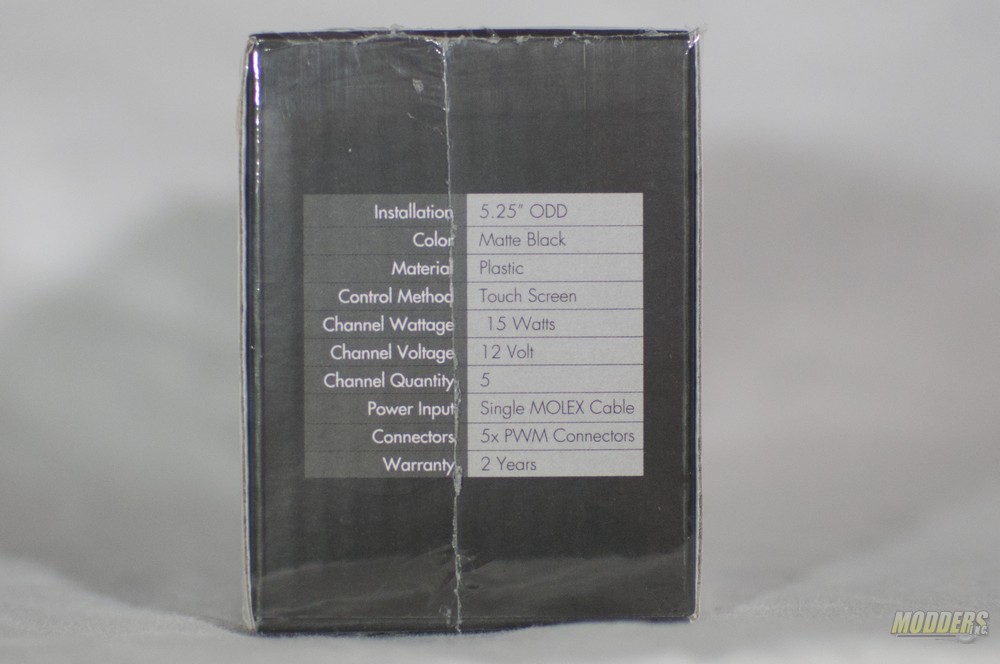 Installation 5.25" ODD
Color Matte Black
Material Plastic
Control Method Touch Screen
Channel Wattage 15 Watts
Channel Voltage 12 Volt
Channel Quantity 5
Power Input Single MOLEX Cable
Connectors 5x PWM Connectors
Warranty 2 Years
MODDERS
INC.